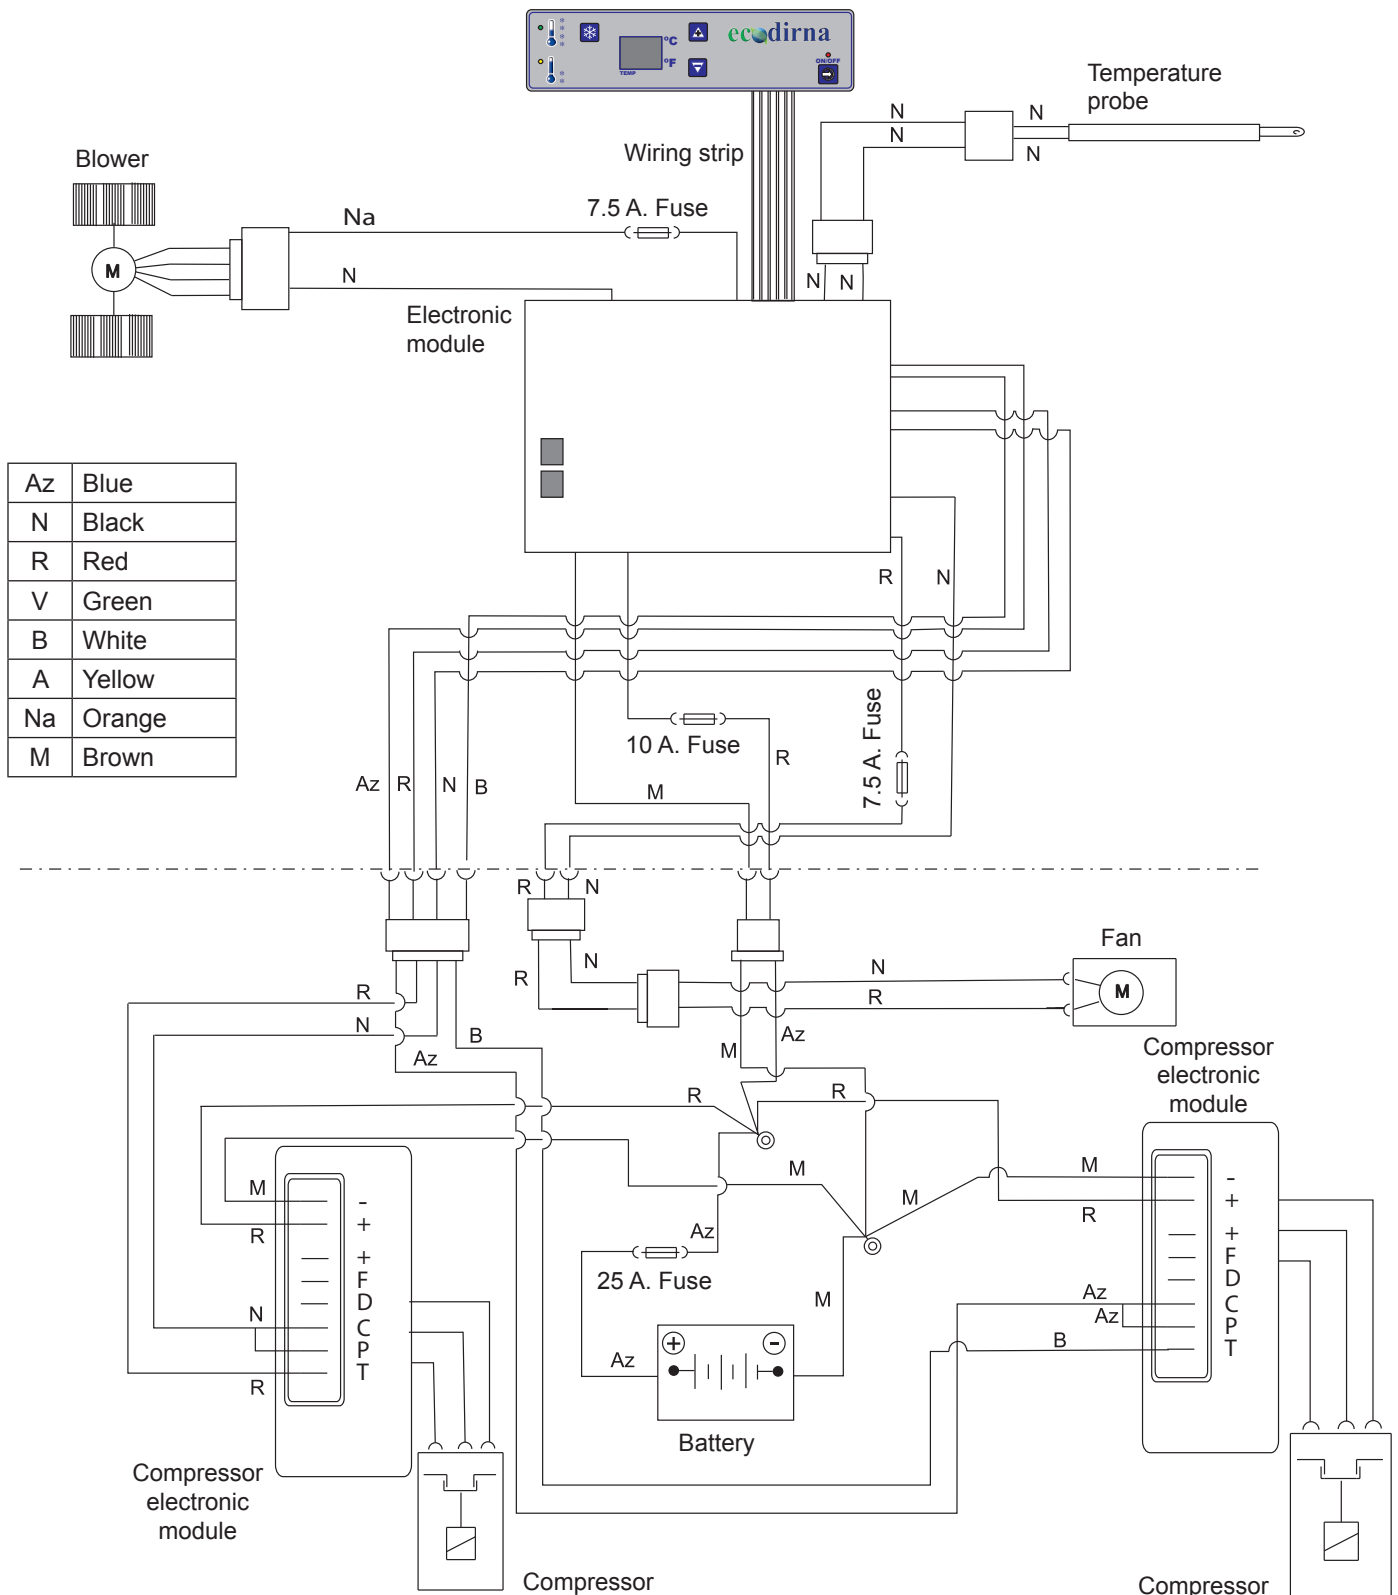 °C
°F
TEMP
ecodirna
ON/OFF
Temperature
probe
N
N
N
N
Wiring strip
Blower
7.5 A. Fuse
Na
M
N
N
N
Electronic
module
Az Blue
N Black
R Red
V Green
B White
A Yellow
Na Orange
M Brown
R
N
10 A. Fuse
7.5 A. Fuse
Az
R
N
B
M
R
R
N
Fan
R
N
N
R
M
R
N
B
Az
M
Az
Compressor
electronic
module
R
R
M
M
M
R
M
R
-
+
+
F
D
C
P
T
N
R
Az
25 A. Fuse
M
Az
+
-
Battery
-
+
+
F
D
C
P
T
Az
Az
B
Compressor
electronic
module
Compressor
Compressor